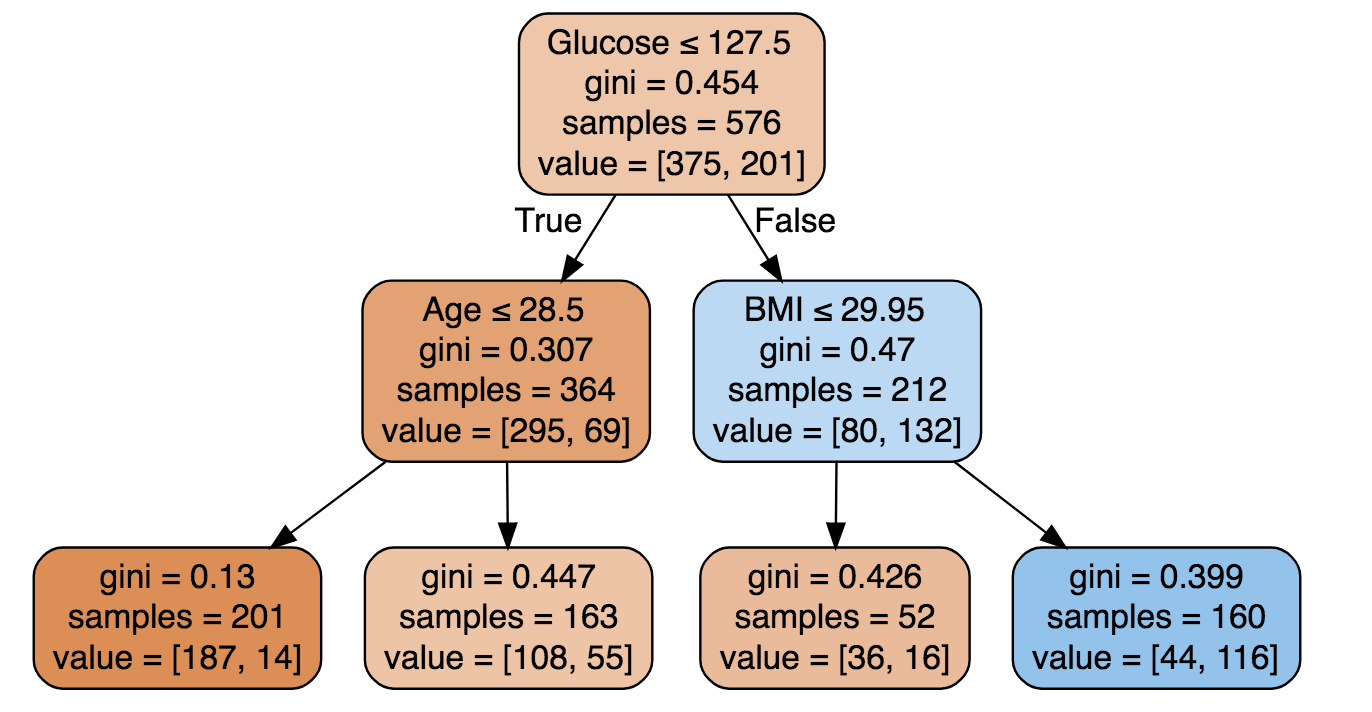 Glucose ≤ 127.5
gini = 0.454
samples = 576
value = [375, 201]
True
False
Age ≤ 28.5
gini = 0.307
samples = 364
value = [295, 69]
BMI ≤ 29.95
gini = 0.47
samples = 212
value = [80, 132]
gini = 0.13
samples = 201
value = [187, 14]
gini = 0.447
samples = 163
value = [108, 55]
gini = 0.426
samples = 52
value = [36, 16]
gini = 0.399
samples = 160
value = [44, 116]